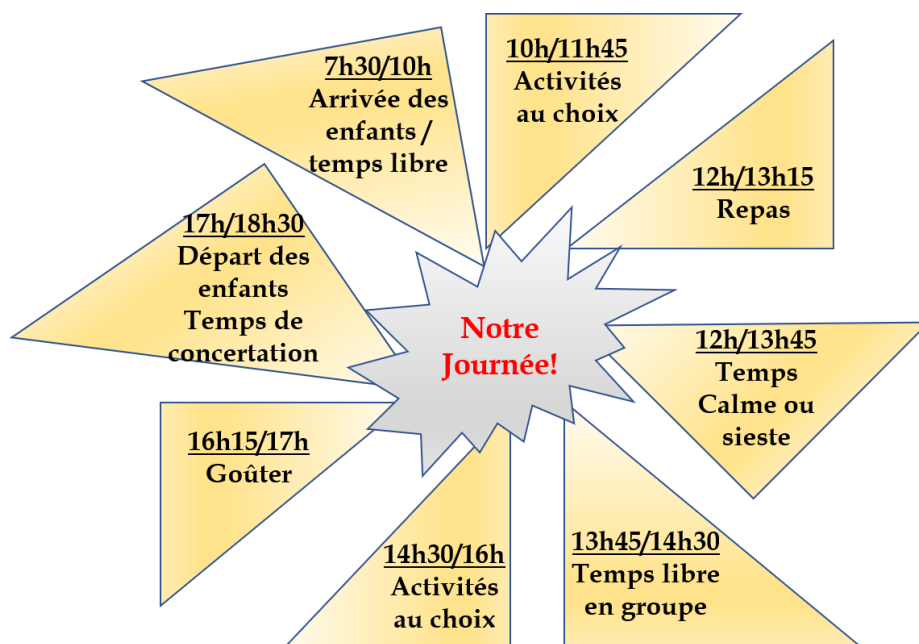 Notre
Journée!
7h30/10h
Arrivée des
enfants /
temps libre
10h/11h45
Activités
au choix
12h/13h15
Repas
12h/13h45
Temps
Calme ou
sieste
13h45/14h30
Temps libre
en groupe
14h30/16h
Activités
au choix
16h15/17h
Goûter
17h/18h30
Départ des
enfants
Temps de
concertation